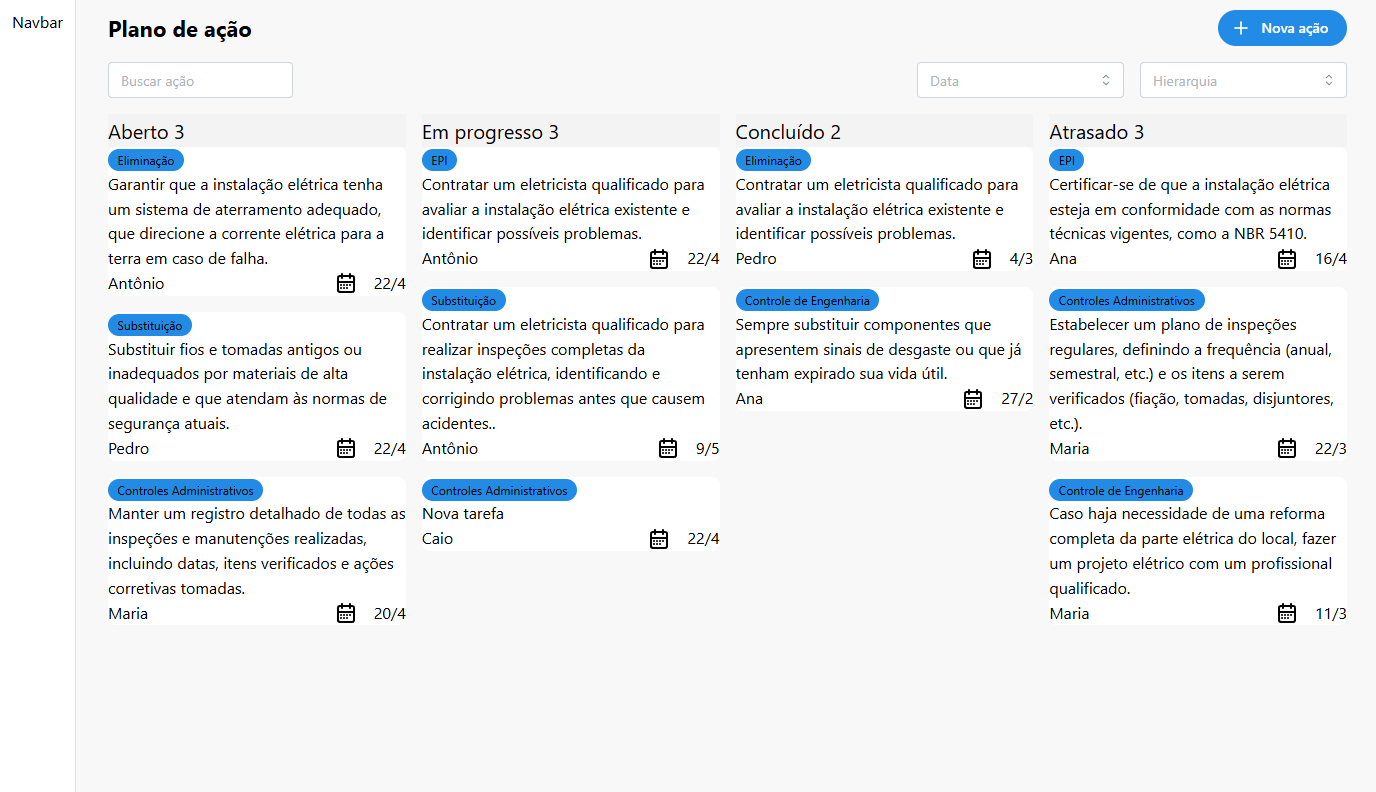 Navbar
Plano de ação
Nova ação
Buscar ação
Data
Hierarquia
Aberto 3
Eliminação
Garantir que a instalação elétrica tenha
um sistema de aterramento adequado,
que direcione a corrente elétrica para a
terra em caso de falha.
Antônio 22/4
Substituição
Substituir fios e tomadas antigos ou
inadequados por materiais de alta
qualidade e que atendam às normas de
segurança atuais.
Pedro 22/4
Controles Administrativos
Manter um registro detalhado de todas as
inspeções e manutenções realizadas,
incluindo datas, itens verificados e ações
corretivas tomadas.
Maria 20/4
Em progresso 3
EPI
Contratar um eletricista qualificado para
avaliar a instalação elétrica existente e
identificar possíveis problemas.
Antônio 22/4
Substituição
Contratar um eletricista qualificado para
realizar inspeções completas da
instalação elétrica, identificando e
corrigindo problemas antes que causem
acidentes..
Antônio 9/5
Controles Administrativos
Nova tarefa
Caio 22/4
Concluído 2
Eliminação
Contratar um eletricista qualificado para
avaliar a instalação elétrica existente e
identificar possíveis problemas.
Pedro 4/3
Controle de Engenharia
Sempre substituir componentes que
apresentem sinais de desgaste ou que já
tenham expirado sua vida útil.
Ana 27/2
Atrasado 3
EPI
Certificar-se de que a instalação elétrica
esteja em conformidade com as normas
técnicas vigentes, como a NBR 5410.
Ana 16/4
Controles Administrativos
Estabelecer um plano de inspeções
regulares, definindo a frequência (anual,
semestral, etc.) e os itens a serem
verificados (fiação, tomadas, disjuntores,
etc.).
Maria 22/3
Controle de Engenharia
Caso haja necessidade de uma reforma
completa da parte elétrica do local, fazer
um projeto elétrico com um profissional
qualificado.
Maria 11/3